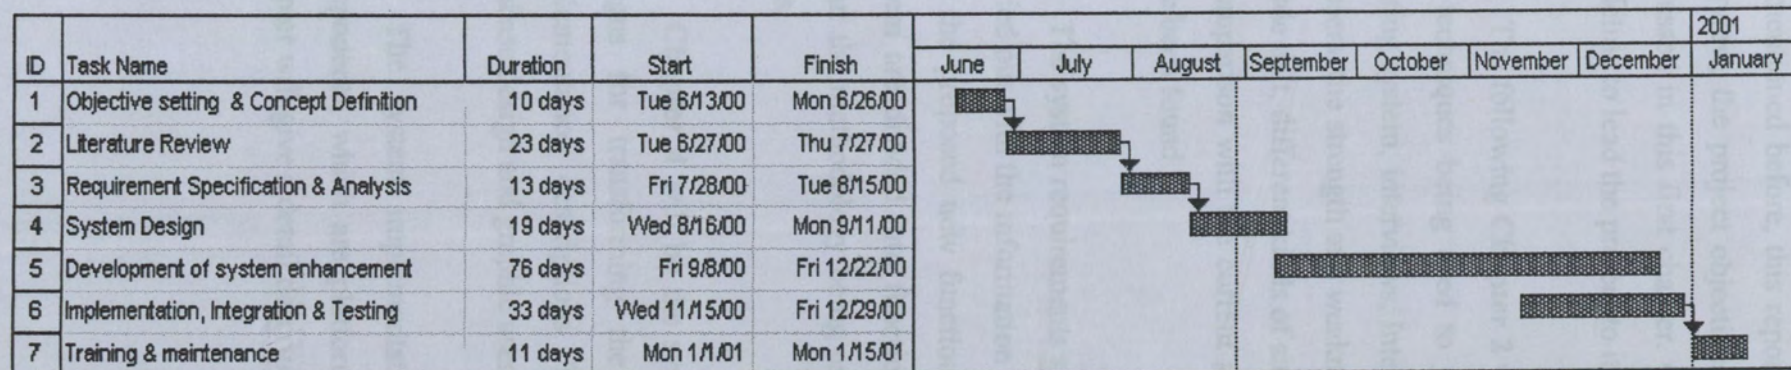 2001
ID Task Name Duration Start Finish June July August September October November December January
1 Objective setting & Concept Definition 10 days Tue 6/13/00 Mon 6/26/00
2 Literature Review 23 days Tue 6/27/00 Thu 7/27/00
3 Requirement Specification & Analysis 13 days Fri 7/28/00 Tue 8/15/00
4 System Design 19 days Wed 8/16/00 Mon 9/11/00
5 Development of system enhancement 76 days Fri 9/8/00 Fri 12/22/00
6 Implementation, Integration & Testing 33 days Wed 11/15/00 Fri 12/29/00
7 Training & maintenance 11 days Mon 1/1/01 Mon 1/15/01